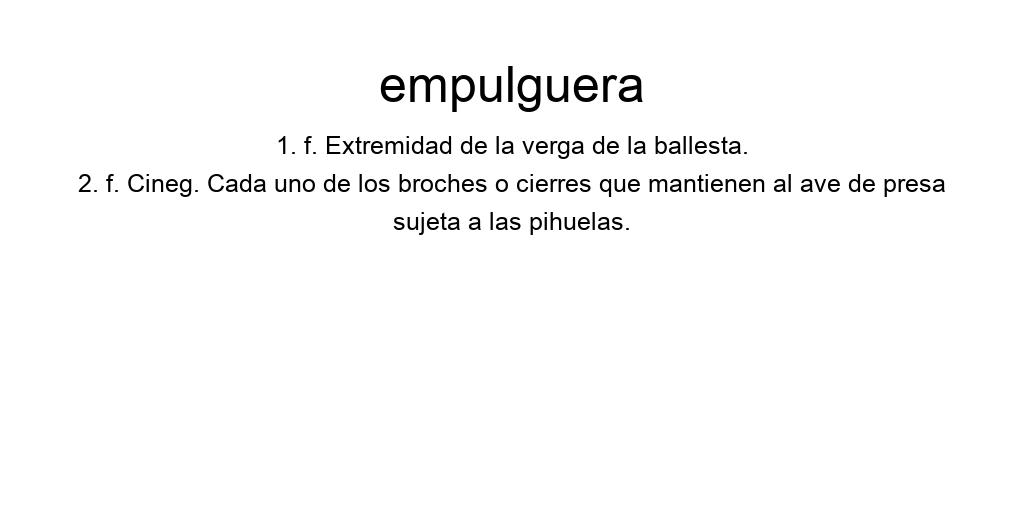 empulguera
1. f. Extremidad de la verga de la ballesta.
2. f. Cineg. Cada uno de los broches o cierres que mantienen al ave de presa
sujeta a las pihuelas.